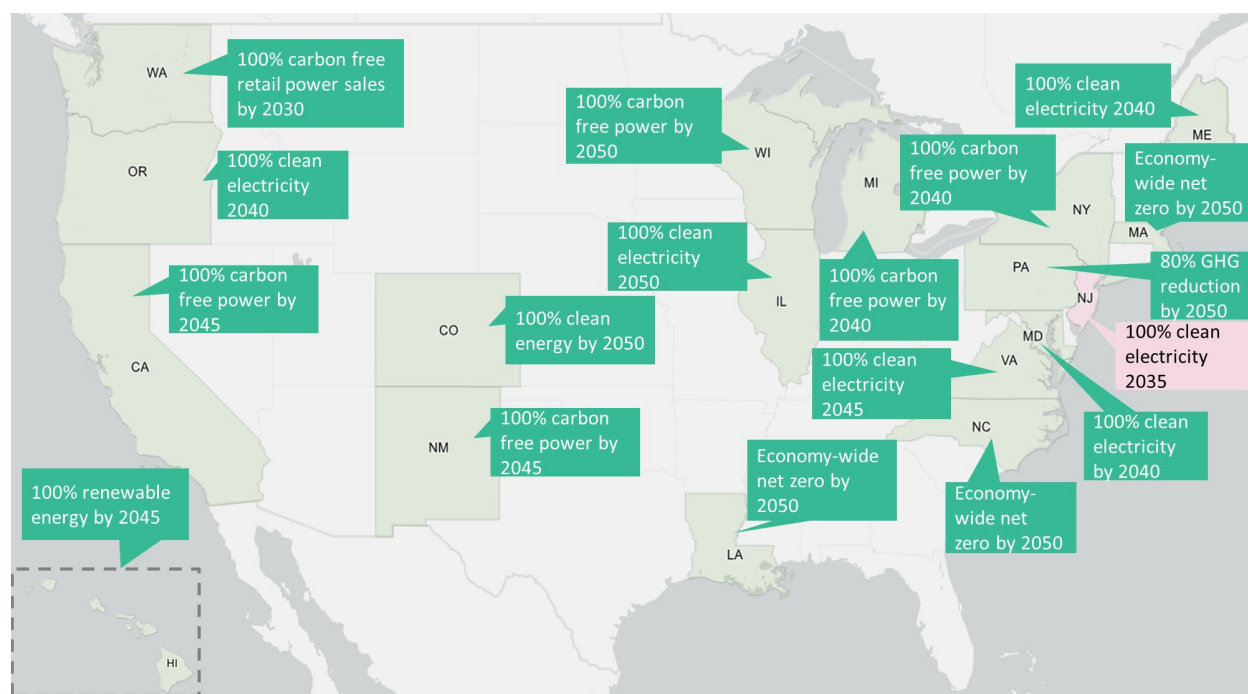 WA
100% carbon free
retail power sales
by 2030
OR
100% clean
electricity
2040
100% carbon
free power by
2045
CA
100% renewable
energy by 2045
HI
CO
100% clean
energy by 2050
NM
100% carbon
free power by
2045
100% carbon
free power by
2050
WI
100% clean
electricity
2050
IL
MI
100% carbon
free power by
2040
Economy-wide
net zero by
2050
LA
100% clean
electricity 2040
ME
100% carbon
free power by
2040
NY
Economy-
wide net
zero by 2050
MA
PA
80% GHG
reduction
by 2050
NJ
100% clean
electricity
2035
MD
100% clean
electricity
by 2040
VA
100% clean
electricity
2045
NC
Economy-
wide net
zero by 2050